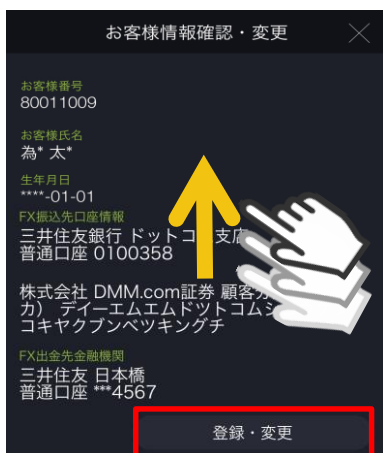 お客様情報確認・変更
お客様番号
80011009
お客様氏名
為* 太*
生年月日
****-01-01
FX振込先口座情報
三井住友銀行 ドットコ 支店
普通口座 0100358
株式会社 DMM.com証券 顧客分
カ） デイーエムエムドツトコムシ
コキヤクブンベツキングチ
FX出金先金融機関
三井住友 日本橋
普通口座 ***4567
登録・変更